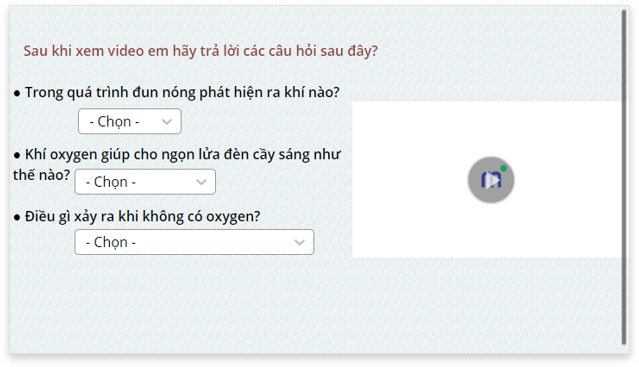 Sau khi xem video em hãy trả lời các câu hỏi sau đây?
● Trong quá trình đun nóng phát hiện ra khí nào?
- Chọn -
● Khí oxygen giúp cho ngọn lửa đèn cầy sáng như
thế nào? - Chọn -
● Điều gì xảy ra khi không có oxygen?
- Chọn -
m